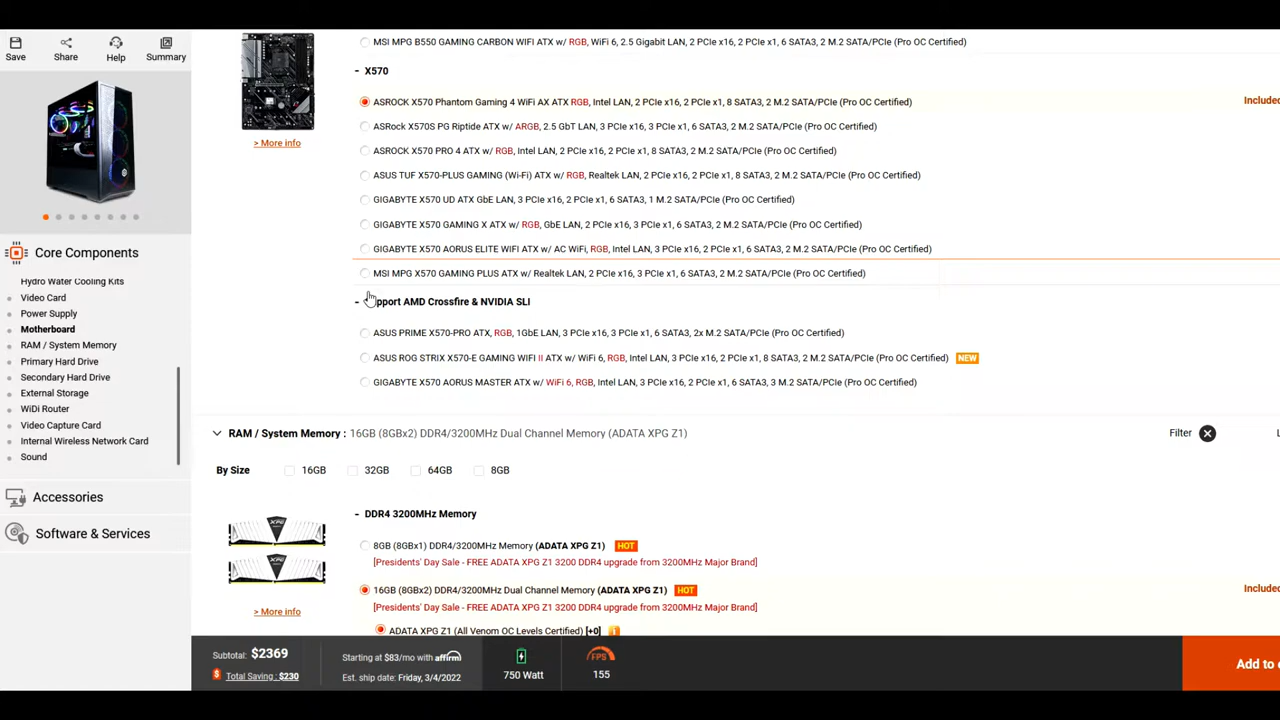 Save
Share
Help
Summary
Core Components
Hydro Water Cooling Kits
Video Card
Power Supply
Motherboard
RAM / System Memory
Primary Hard Drive
Secondary Hard Drive
External Storage
WiDi Router
Video Capture Card
Internal Wireless Network Card
Sound
Accessories
Software & Services
MSI MPG B550 GAMING CARBON WIFI ATX w/ RGB, WiFi 6, 2.5 Gigabit LAN, 2 PCIe x16, 2 PCIe x1, 6 SATA3, 2 M.2 SATA/PCIe (Pro OC Certified)
- X570
> More info
ASROCK X570 Phantom Gaming 4 WiFi AX ATX RGB, Intel LAN, 2 PCIe x16, 2 PCIe x1, 8 SATA3, 2 M.2 SATA/PCIe (Pro OC Certified) Included
ASRock X570S PG Riptide ATX w/ ARGB, 2.5 GbT LAN, 3 PCIe x16, 3 PCIe x1, 6 SATA3, 2 M.2 SATA/PCIe (Pro OC Certified)
ASROCK X570 PRO 4 ATX w/ RGB, Intel LAN, 2 PCIe x16, 2 PCIe x1, 8 SATA3, 2 M.2 SATA/PCIe (Pro OC Certified)
ASUS TUF X570-PLUS GAMING (Wi-Fi) ATX w/ RGB, Realtek LAN, 2 PCIe x16, 2 PCIe x1, 8 SATA3, 2 M.2 SATA/PCIe (Pro OC Certified)
GIGABYTE X570 UD ATX GbE LAN, 3 PCIe x16, 2 PCIe x1, 6 SATA3, 1 M.2 SATA/PCIe (Pro OC Certified)
GIGABYTE X570 GAMING X ATX w/ RGB, GbE LAN, 2 PCIe x16, 3 PCIe x1, 6 SATA3, 2 M.2 SATA/PCIe (Pro OC Certified)
GIGABYTE X570 AORUS ELITE WIFI ATX w/ AC WiFi, RGB, Intel LAN, 3 PCIe x16, 2 PCIe x1, 6 SATA3, 2 M.2 SATA/PCIe (Pro OC Certified)
MSI MPG X570 GAMING PLUS ATX w/ Realtek LAN, 2 PCIe x16, 3 PCIe x1, 6 SATA3, 2 M.2 SATA/PCIe (Pro OC Certified)
- pport AMD Crossfire & NVIDIA SLI
ASUS PRIME X570-PRO ATX, RGB, 1GbE LAN, 3 PCIe x16, 3 PCIe x1, 6 SATA3, 2x M.2 SATA/PCIe (Pro OC Certified)
ASUS ROG STRIX X570-E GAMING WIFI II ATX w/ WiFi 6, RGB, Intel LAN, 3 PCIe x16, 2 PCIe x1, 8 SATA3, 2 M.2 SATA/PCIe (Pro OC Certified) NEW
GIGABYTE X570 AORUS MASTER ATX w/ WiFi 6, RGB, Intel LAN, 3 PCIe x16, 2 PCIe x1, 6 SATA3, 3 M.2 SATA/PCIe (Pro OC Certified)
RAM / System Memory : 16GB (8GBx2) DDR4/3200MHz Dual Channel Memory (ADATA XPG Z1) Filter
By Size 16GB 32GB 64GB 8GB
- DDR4 3200MHz Memory
8GB (8GBx1) DDR4/3200MHz Memory (ADATA XPG Z1) HOT
[Presidents' Day Sale - FREE ADATA XPG Z1 3200 DDR4 upgrade from 3200MHz Major Brand]
16GB (8GBx2) DDR4/3200MHz Dual Channel Memory (ADATA XPG Z1) HOT Included
[Presidents' Day Sale - FREE ADATA XPG Z1 3200 DDR4 upgrade from 3200MHz Major Brand]
> More info
ADATA XPG Z1 (All Venom OC Levels Certified) [+0]
Subtotal: $2369
Total Saving : $230
Starting at $83/mo with affirm
Est. ship date: Friday, 3/4/2022
750 Watt
FPS
155
Add to